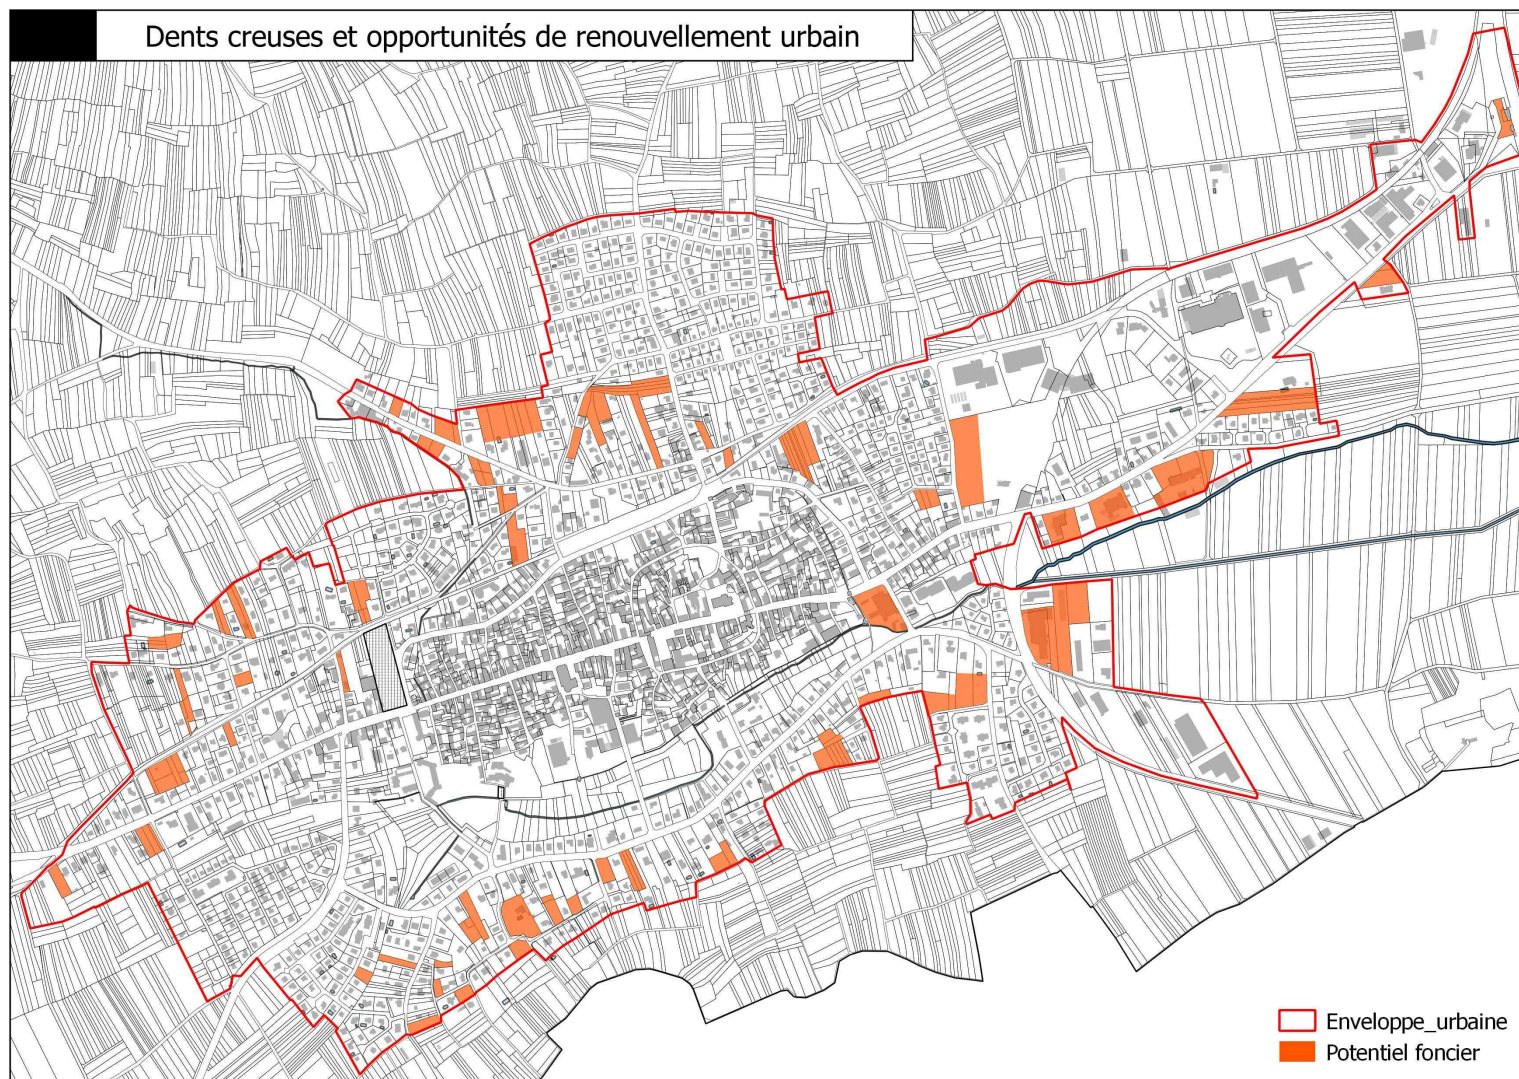 Dents creuses et opportunités de renouvellement urbain
Enveloppe_urbaine
Potentiel foncier